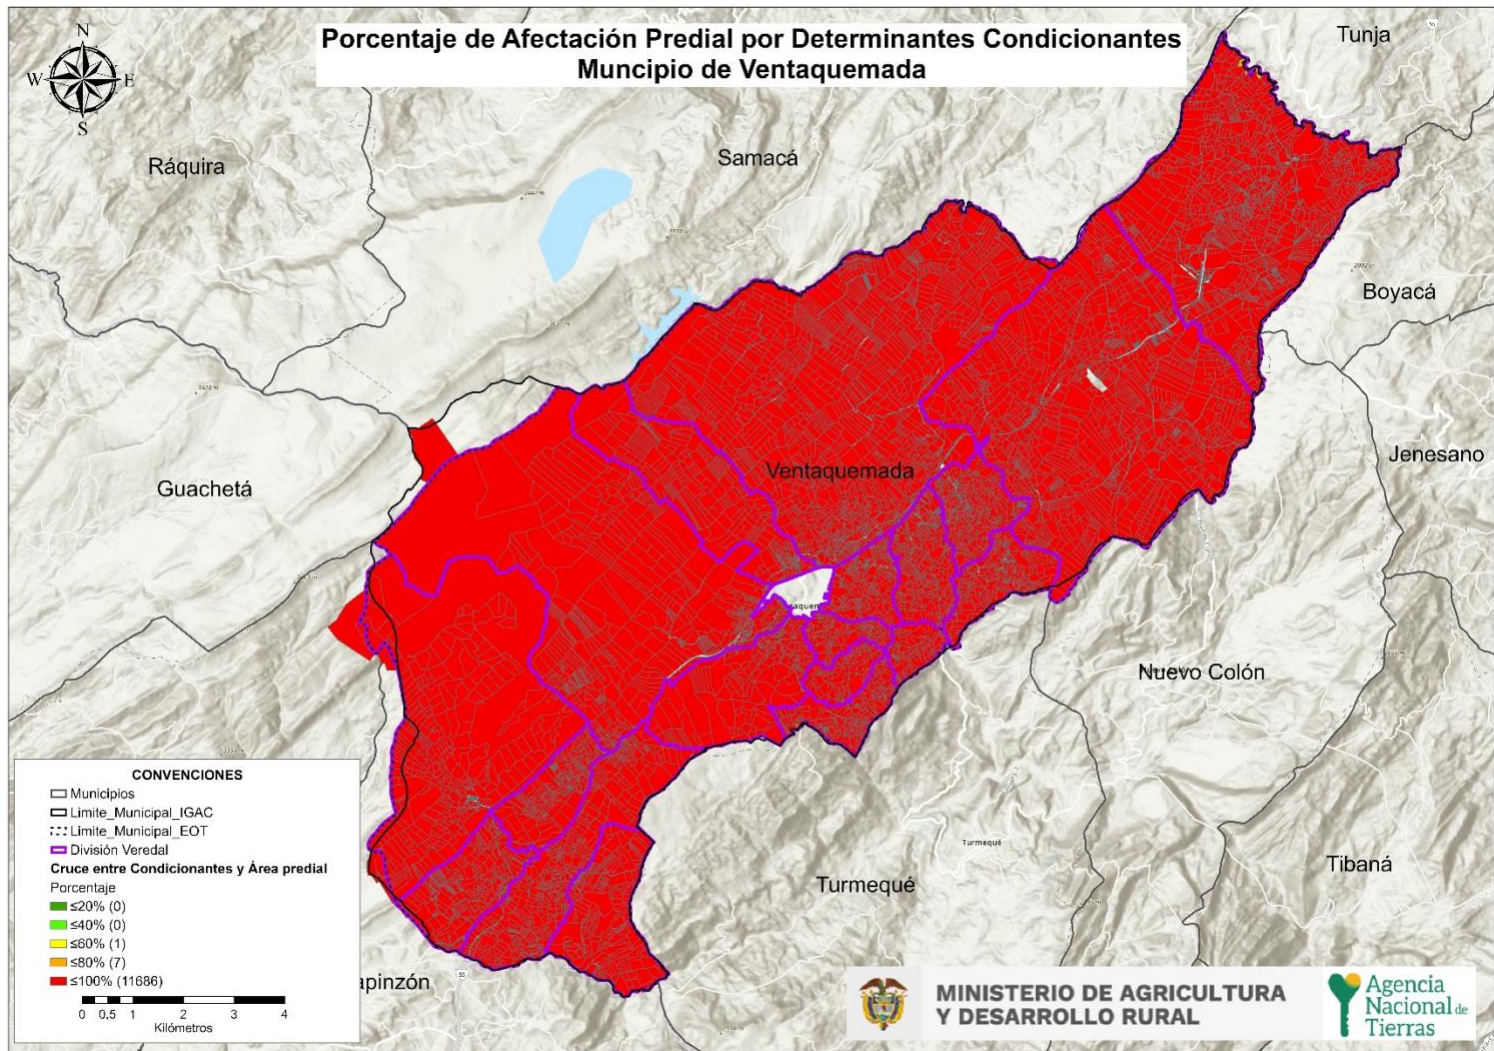 Porcentaje de Afectación Predial por Determinantes Condicionantes
Muncipio de Ventaquemada
N
W
E
S
Tunja
Ráquira
Samacá
Boyacá
Jenesano
Ventaquemada
Guachetá
Nuevo Colón
Turmequé
Turmequé
Tibaná
apinzón
CONVENCIONES
Municipios
Limite_Municipal_IGAC
Limite_Municipal_EOT
División Veredal
Cruce entre Condicionantes y Área predial
Porcentaje
≤20% (0)
≤40% (0)
≤60% (1)
≤80% (7)
≤100% (11686)
0 0,5 1 2 3 4
Kilómetros
MINISTERIO DE AGRICULTURA
Y DESARROLLO RURAL
Agencia
Nacional de
Tierras